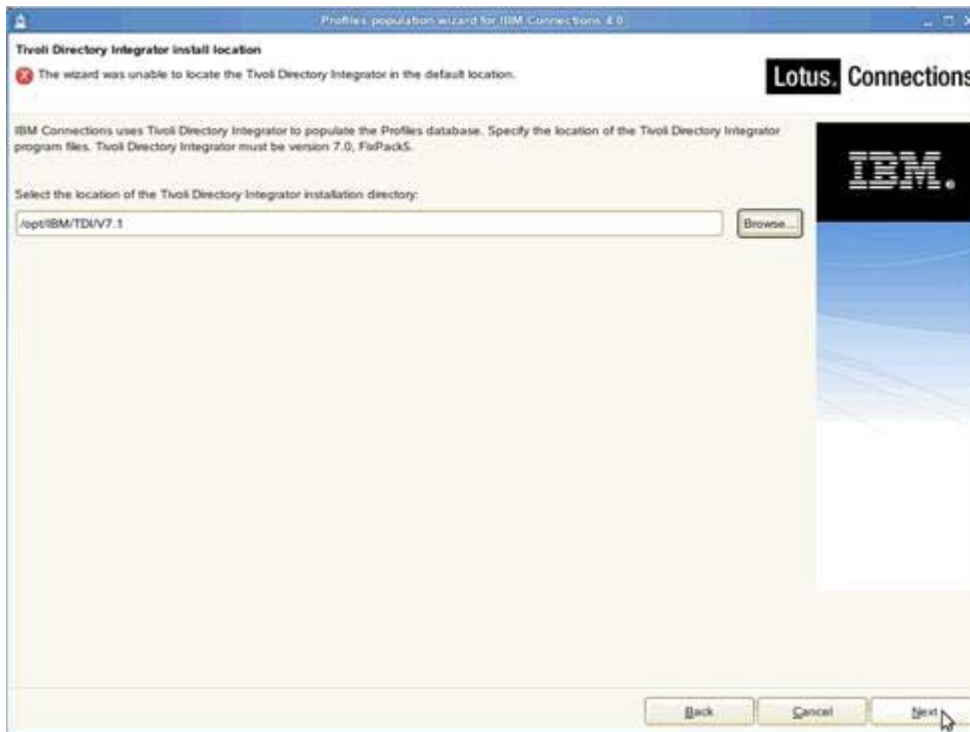 Profiles population wizard for IBM Connections 4.0
Tivoli Directory Integrator install location
The wizard was unable to locate the Tivoli Directory Integrator in the default location.
Lotus. Connections
IBM Connections uses Tivoli Directory Integrator to populate the Profiles database. Specify the location of the Tivoli Directory Integrator
program files. Tivoli Directory Integrator must be version 7.0, FixPack5.
IBM.
Select the location of the Tivoli Directory Integrator installation directory:
/opt/IBM/TDI/V7.1
Browse...
Back
Cancel
Next